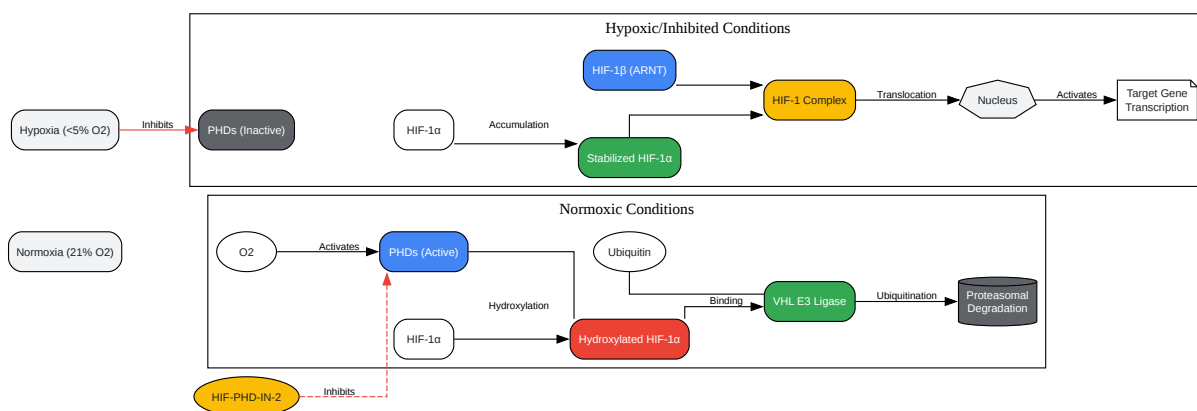 Hypoxic/Inhibited Conditions
HIF-1β (ARNT)
Hypoxia (<5% O2)
Inhibits
PHDs (Inactive)
HIF-1α
Accumulation
Stabilized HIF-1α
HIF-1 Complex
Translocation
Nucleus
Activates
Target Gene
Transcription
Normoxic Conditions
Normoxia (21% O2)
O2
Activates
PHDs (Active)
Ubiquitin
Hydroxylation
HIF-1α
Hydroxylated HIF-1α
Binding
VHL E3 Ligase
Ubiquitination
Proteasomal
Degradation
HIF-PHD-IN-2
Inhibits